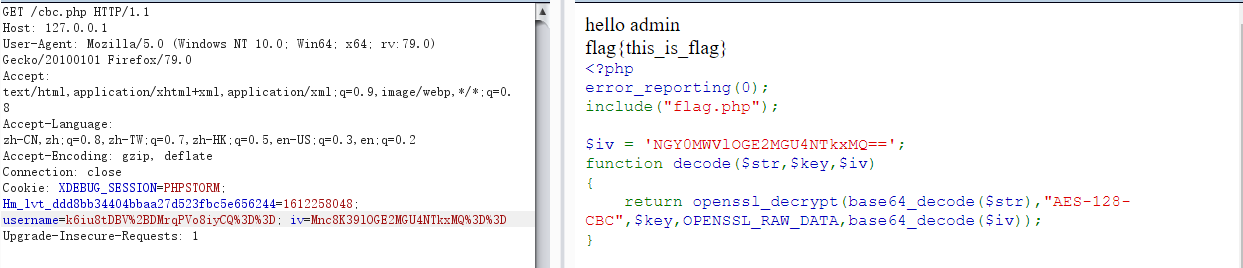 GET /cbc.php HTTP/1.1
Host: 127.0.0.1
User-Agent: Mozilla/5.0 (Windows NT 10.0; Win64; x64; rv:79.0)
Gecko/20100101 Firefox/79.0
Accept:
text/html,application/xhtml+xml,application/xml;q=0.9,image/webp,*/*;q=0.
8
Accept-Language:
zh-CN,zh;q=0.8,zh-TW;q=0.7,zh-HK;q=0.5,en-US;q=0.3,en;q=0.2
Accept-Encoding: gzip, deflate
Connection: close
Cookie: XDEBUG_SESSION=PHPSTORM;
Hm_lvt_ddd8bb34404bbaa27d523fbc5e656244=1612258048;
username=k6iu8tDBV%2BDMrqPVo8iyCQ%3D%3D; iv=Mnc8K39lOGE2MGU4NTkxMQ%3D%3D
Upgrade-Insecure-Requests: 1
hello admin
flag{this_is_flag}
<?php
error_reporting(0);
include("flag.php");
$iv = 'NGY0MWVlOGE2MGU4NTkxMQ==';
function decode($str,$key,$iv)
{
    return openssl_decrypt(base64_decode($str),"AES-128-
CBC",$key,OPENSSL_RAW_DATA,base64_decode($iv));
}